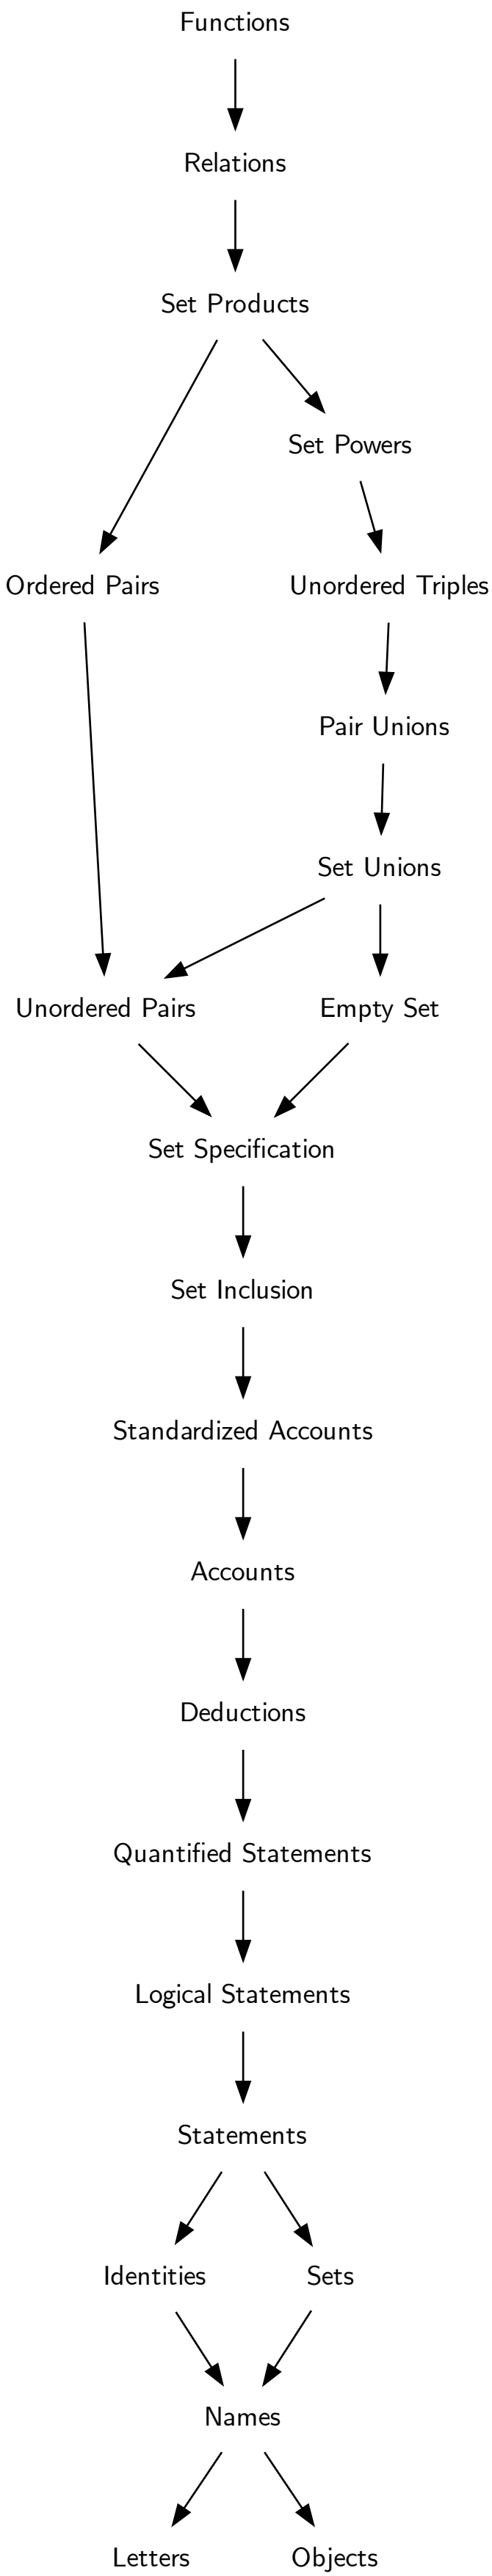 Functions
Relations
Set Products
Set Powers
Ordered Pairs
Unordered Triples
Pair Unions
Set Unions
Unordered Pairs
Empty Set
Set Specification
Set Inclusion
Standardized Accounts
Accounts
Deductions
Quantified Statements
Logical Statements
Statements
Identities
Sets
Names
Letters
Objects